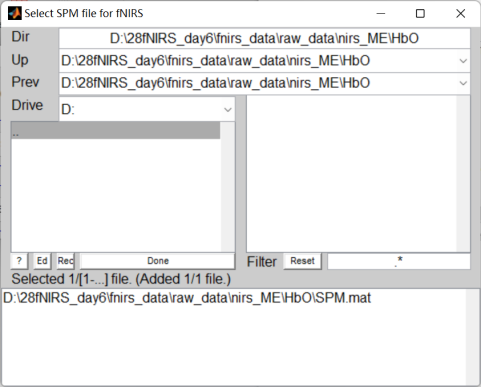 Select SPM file for fNIRS
Dir D:\28fNIRS_day6\fnirs_data\raw_data\nirs_ME\HbO
Up D:\28fNIRS_day6\fnirs_data\raw_data\nirs_ME\HbO
Prev D:\28fNIRS_day6\fnirs_data\raw_data\nirs_ME\HbO
Drive D:
..
? Ed Rec Done Filter Reset .*
Selected 1/[1-...] file. (Added 1/1 file.)
D:\28fNIRS_day6\fnirs_data\raw_data\nirs_ME\HbO\SPM.mat